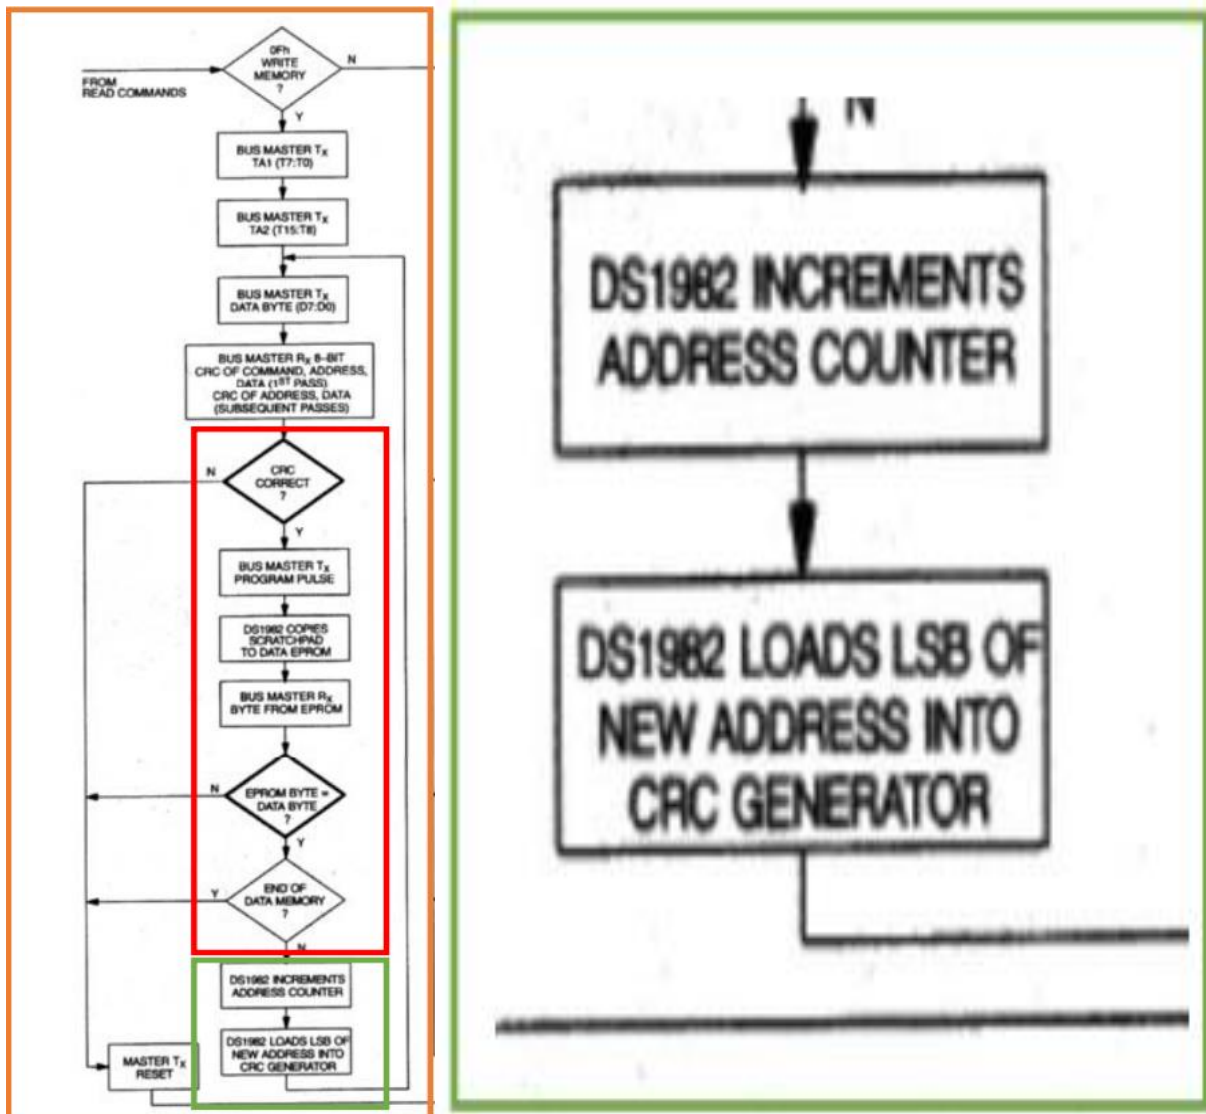 0Fh
WRITE
MEMORY
?
N
FROM
READ COMMANDS
Y
BUS MASTER TX
TA1 (T7:T0)
BUS MASTER TX
TA2 (T15:T8)
BUS MASTER TX
DATA BYTE (D7:D0)
BUS MASTER RX 8–BIT
CRC OF COMMAND, ADDRESS,
DATA (1ST PASS)
CRC OF ADDRESS, DATA
(SUBSEQUENT PASSES)
N
CRC
CORRECT
?
Y
BUS MASTER TX
PROGRAM PULSE
DS1982 COPIES
SCRATCHPAD
TO DATA EPROM
BUS MASTER RX
BYTE FROM EPROM
N
EPROM BYTE =
DATA BYTE
?
Y
Y
END OF
DATA MEMORY
?
N
DS1982 INCREMENTS
ADDRESS COUNTER
DS1982 LOADS LSB OF
NEW ADDRESS INTO
CRC GENERATOR
MASTER TX
RESET
N
DS1982 INCREMENTS
ADDRESS COUNTER
DS1982 LOADS LSB OF
NEW ADDRESS INTO
CRC GENERATOR